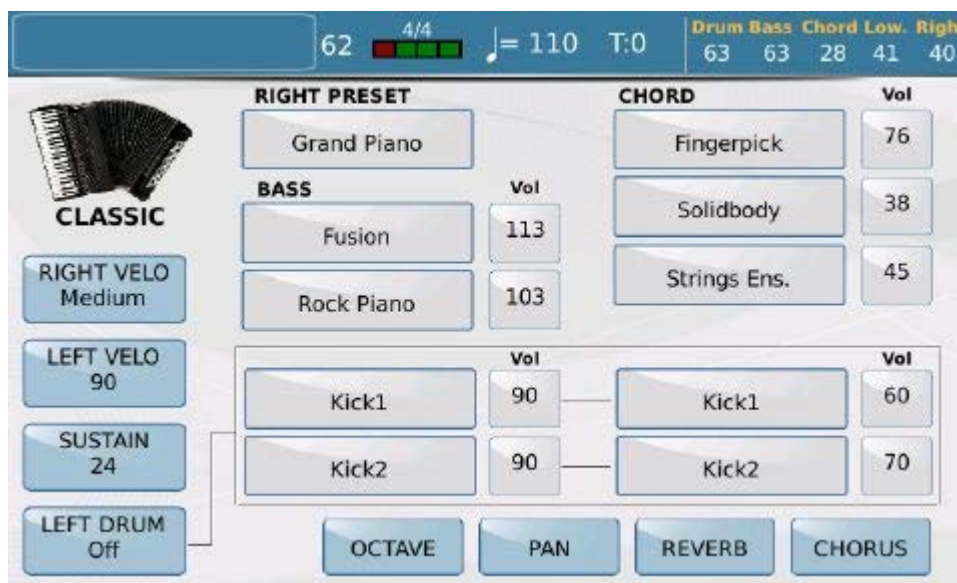 62 4/4 = 110 T:0 Drum Bass Chord Low. Righ
63 63 28 41 40
RIGHT PRESET CHORD Vol
Grand Piano Fingerpick 76
CLASSIC
BASS Vol
Fusion 113 Solidbody 38
RIGHT VELO
Medium
Rock Piano 103 Strings Ens. 45
LEFT VELO
90
Vol Vol
Kick1 90 Kick1 60
SUSTAIN
24
Kick2 90 Kick2 70
LEFT DRUM
Off
OCTAVE PAN REVERB CHORUS